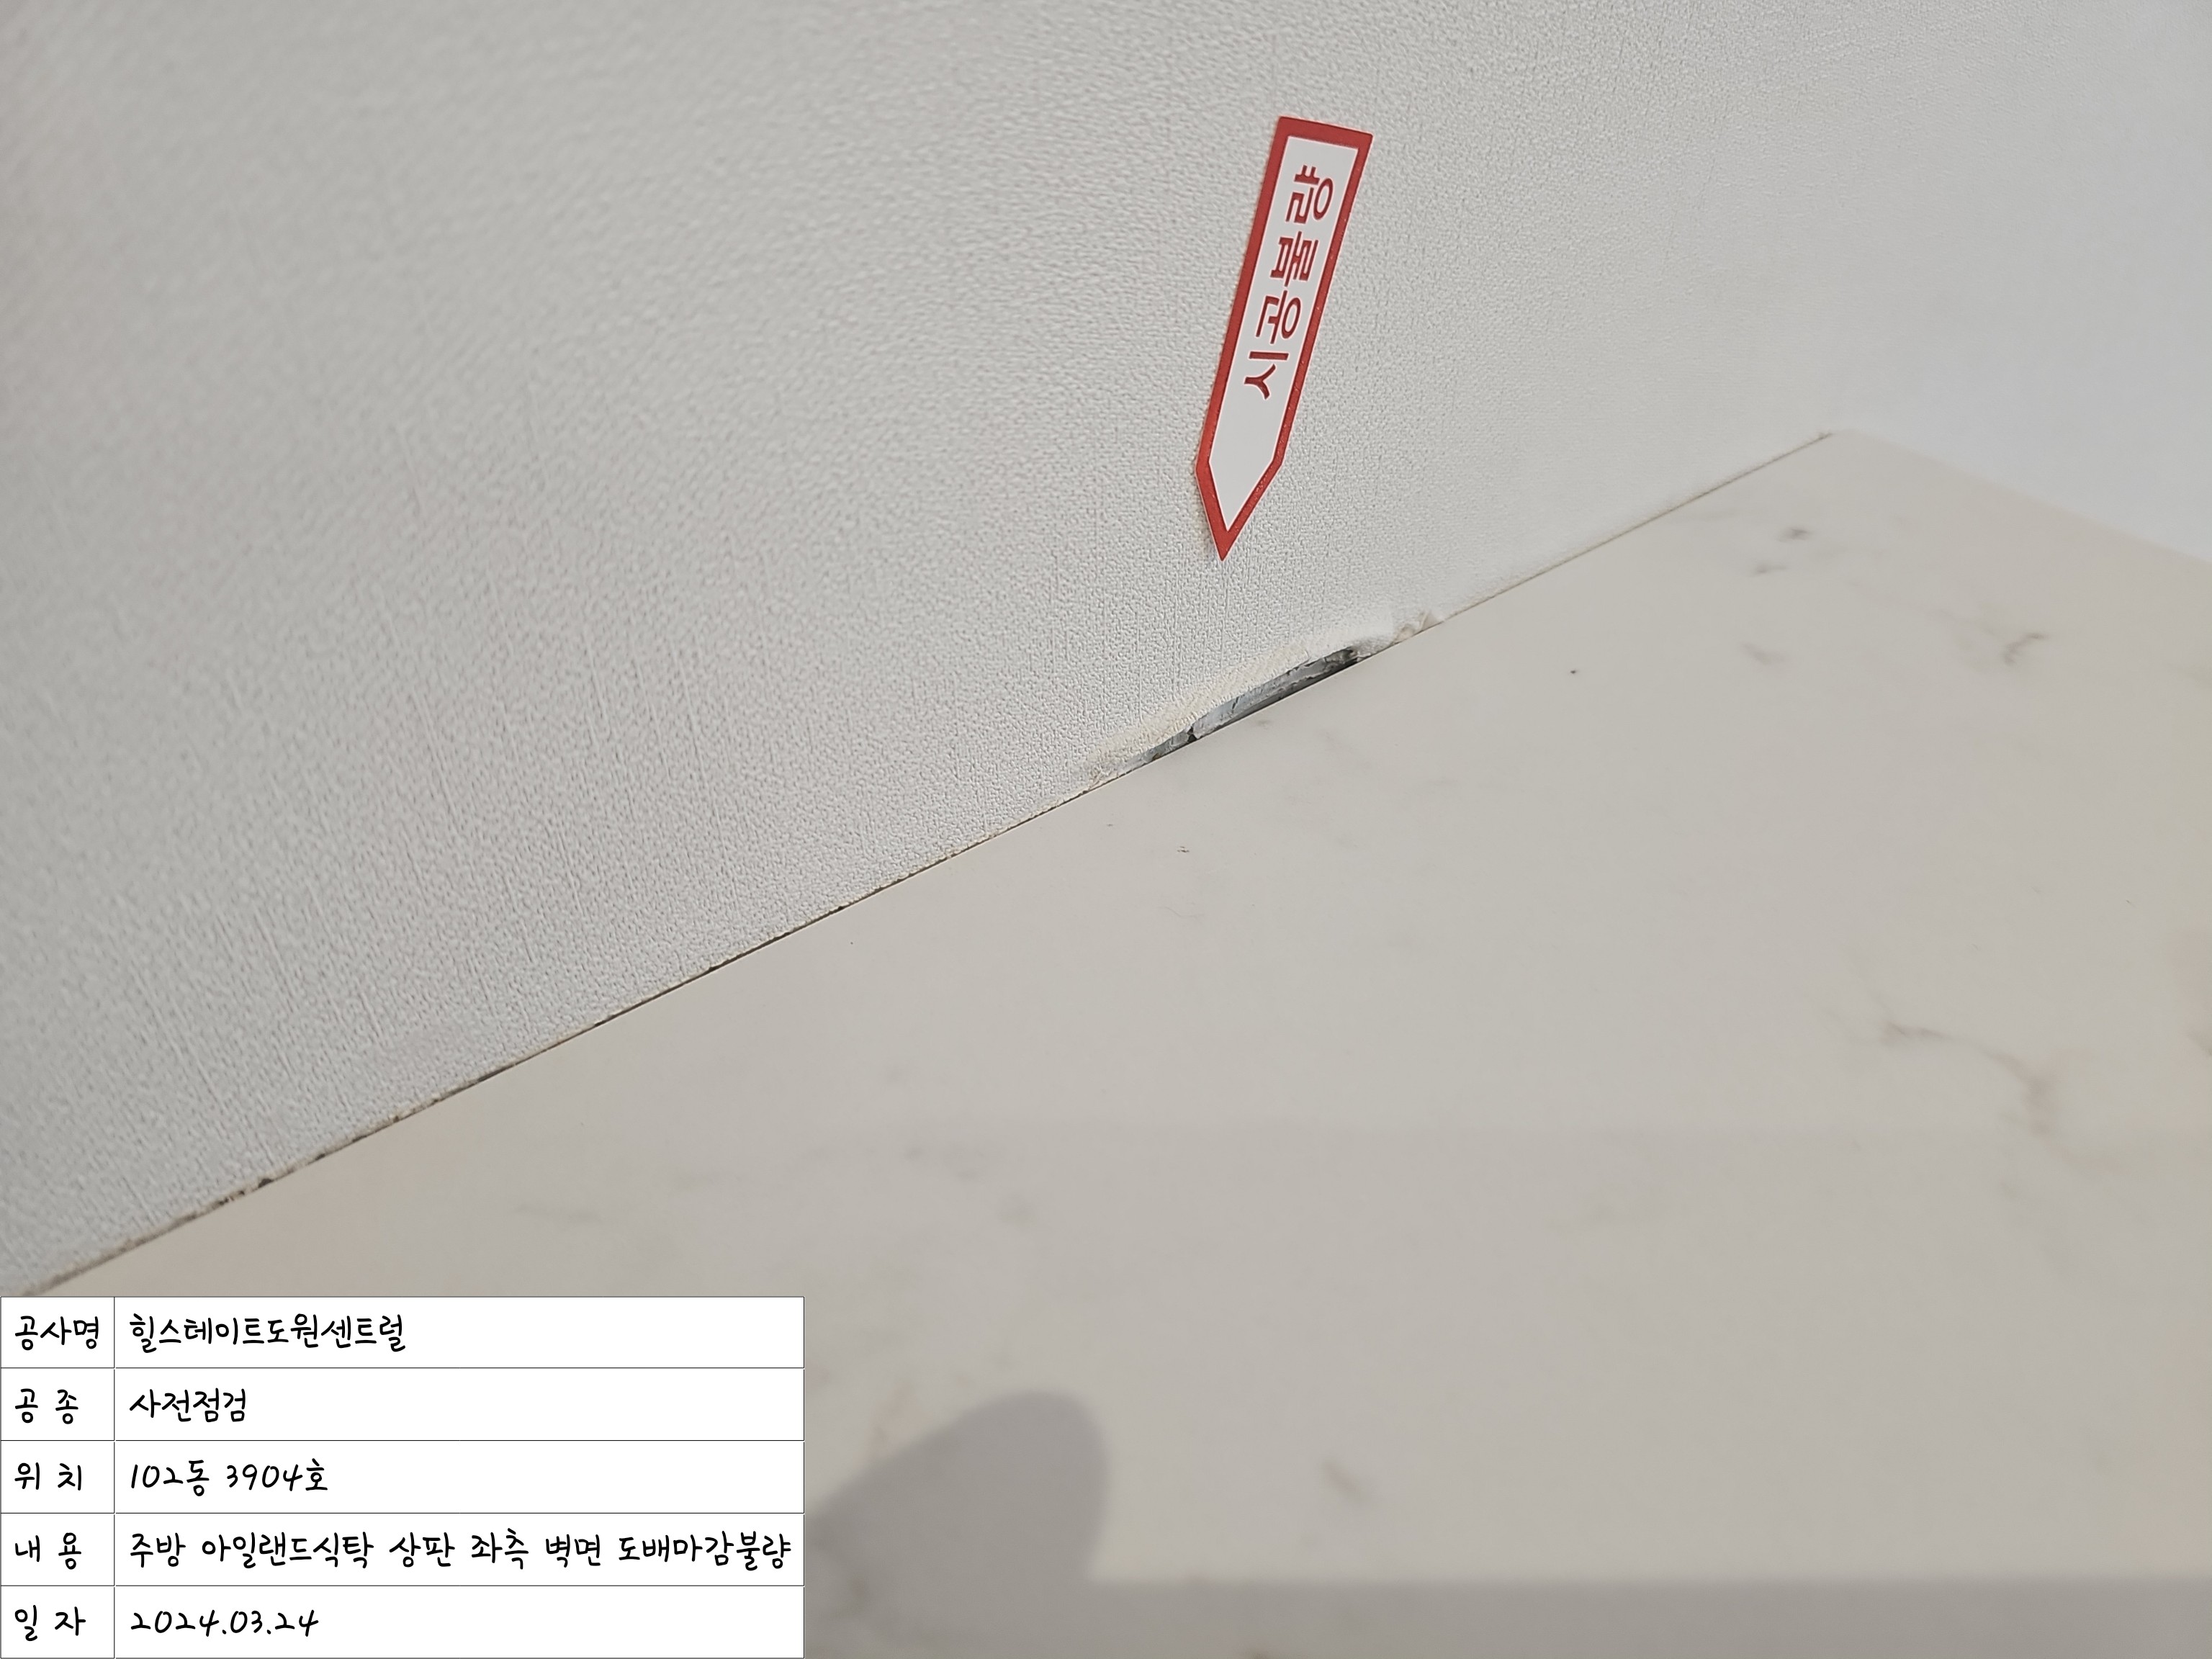 시공불량
공사명 힐스테이트도원센트럴
공 종 사전점검
위 치 102동 3904호
내 용 주방 아일랜드식탁 상판 좌측 벽면 도배마감불량
일 자 2024.03.24